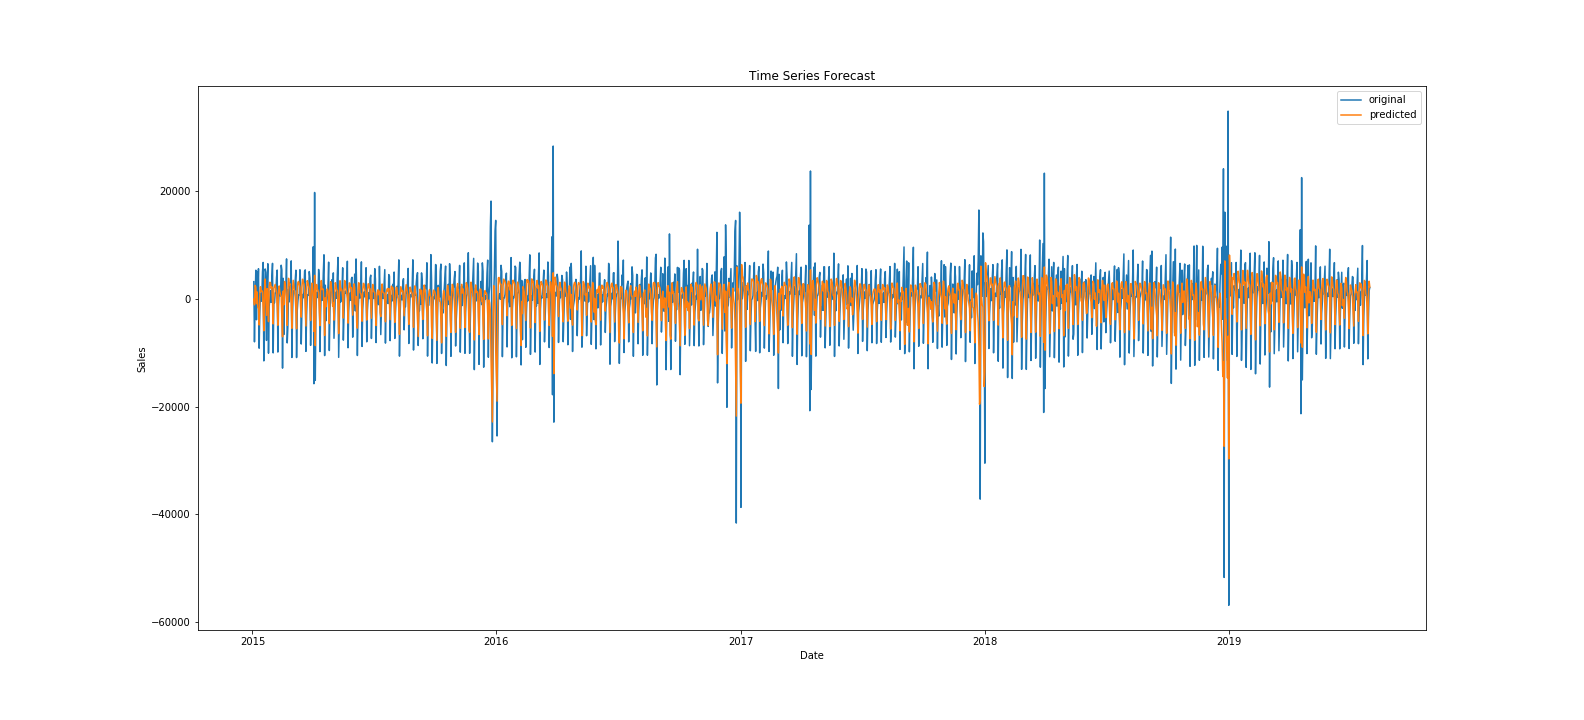 Time Series Forecast
original
predicted
20000
0
−20000
−40000
−60000
Sales
2015
2016
2017
2018
2019
Date